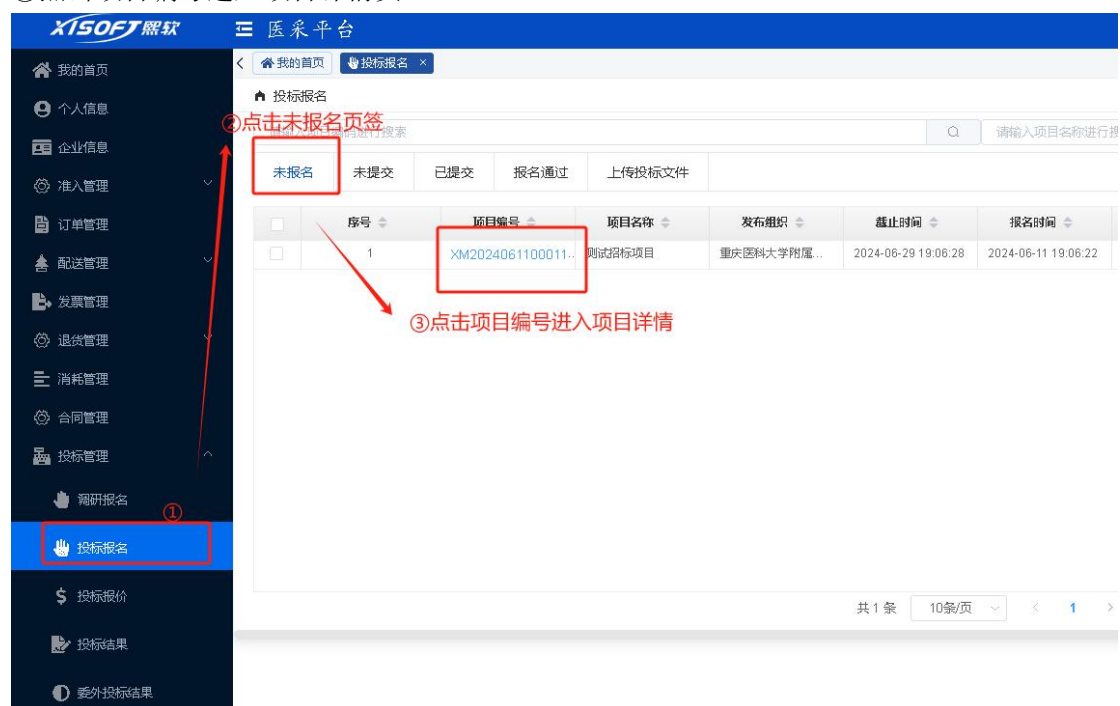 XISOFT熙软
医采平台
我的首页
个人信息
企业信息
准入管理
订单管理
配送管理
发票管理
退货管理
消耗管理
合同管理
投标管理
调研报名
①
投标报名
投标报价
投标结果
委外投标结果
我的首页 投标报名 ×
投标报名
②点击未报名页签
请输入项目名称进行搜
未报名 未提交 已提交 报名通过 上传投标文件
序号 项目编号 项目名称 发布组织 截止时间 报名时间
1 XM2024061100011.. 测试招标项目 重庆医科大学附属... 2024-06-29 19:06:28 2024-06-11 19:06:22
③点击项目编号进入项目详情
共 1 条 10条/页 < 1 >